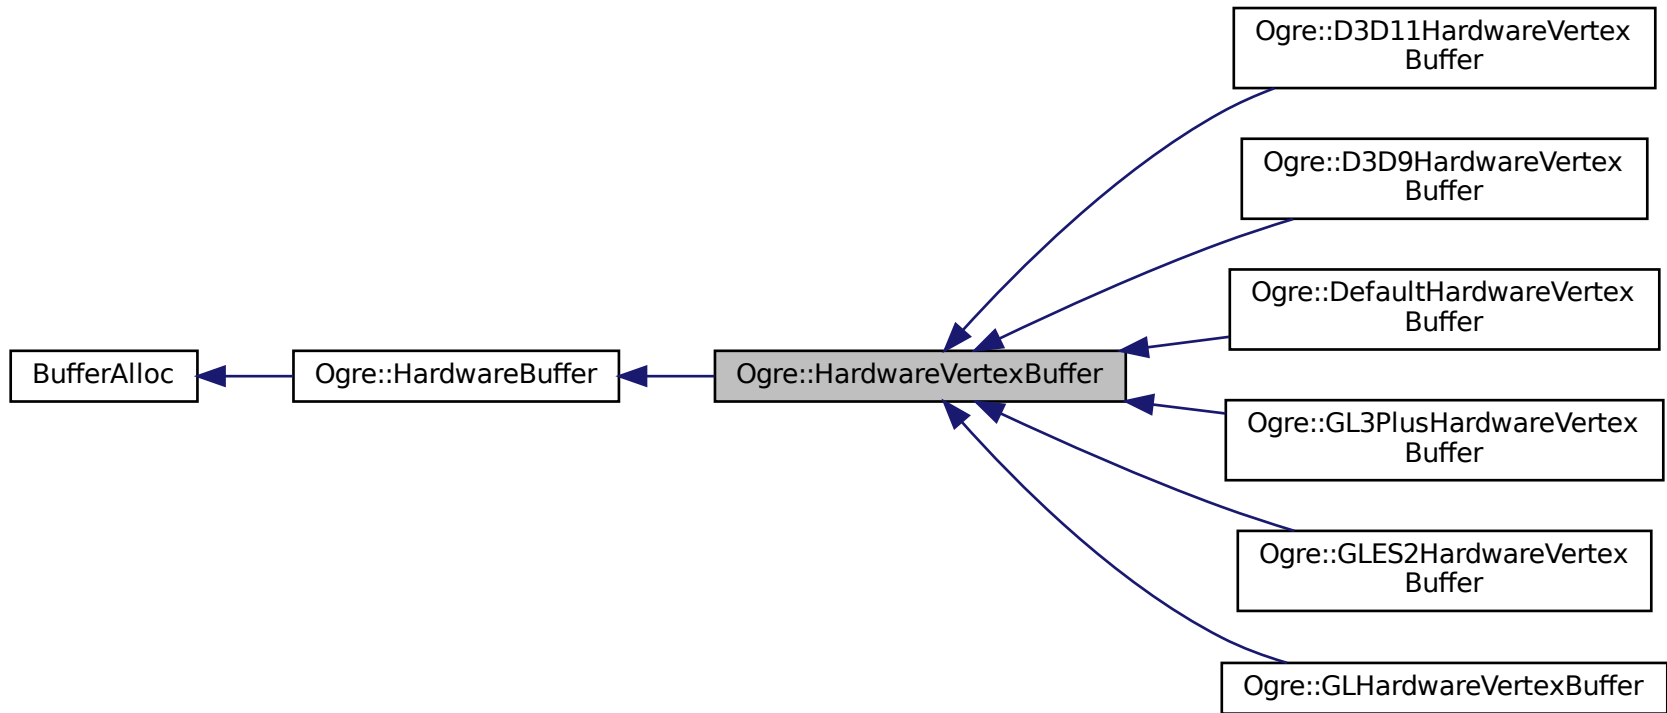 BufferAlloc
Ogre::HardwareBuffer
Ogre::HardwareVertexBuffer
Ogre::D3D11HardwareVertex
Buffer
Ogre::D3D9HardwareVertex
Buffer
Ogre::DefaultHardwareVertex
Buffer
Ogre::GL3PlusHardwareVertex
Buffer
Ogre::GLES2HardwareVertex
Buffer
Ogre::GLHardwareVertexBuffer